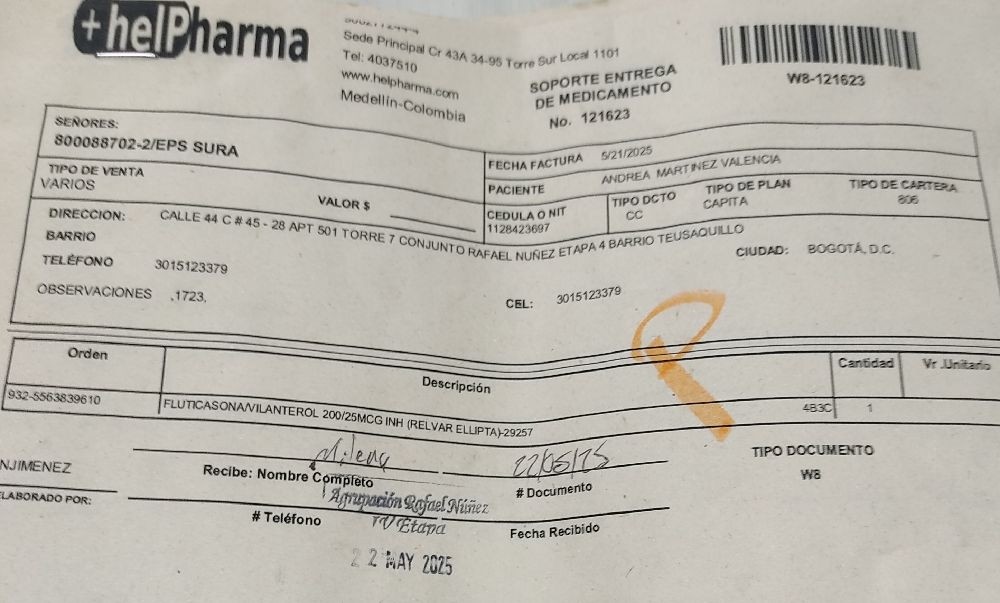 +helPharma
Sede Principal Cr 43A 34-95 Torre Sur Local 1101
Tel: 4037510
www.helpharma.com
Medellín-Colombia
SOPORTE ENTREGA
DE MEDICAMENTO
No. 121623
W8-121623
SEÑORES:
800088702-2/EPS SURA
FECHA FACTURA 5/21/2025
TIPO DE VENTA
VARIOS
VALOR $
PACIENTE ANDREA MARTINEZ VALENCIA
CEDULA O NIT
1128423697
TIPO DCTO
CC
TIPO DE PLAN
CAPITA
TIPO DE CARTERA
806
DIRECCION: CALLE 44 C # 45 - 28 APT 501 TORRE 7 CONJUNTO RAFAEL NUÑEZ ETAPA 4 BARRIO TEUSAQUILLO
BARRIO
CIUDAD: BOGOTÁ, D.C.
TELÉFONO 3015123379
OBSERVACIONES ,1723,
CEL: 3015123379
Orden Descripción Cantidad Vr .Unitario
932-5563839610 FLUTICASONA/VILANTEROL 200/25MCG INH (RELVAR ELLIPTA)-29257 4B3C 1
Milena 22/05/25
TIPO DOCUMENTO
W8
NJIMENEZ
Recibe: Nombre Completo # Documento
ELABORADO POR:
Agrupación Rafael Núñez
IV Etapa
# Teléfono Fecha Recibido
22 MAY 2025